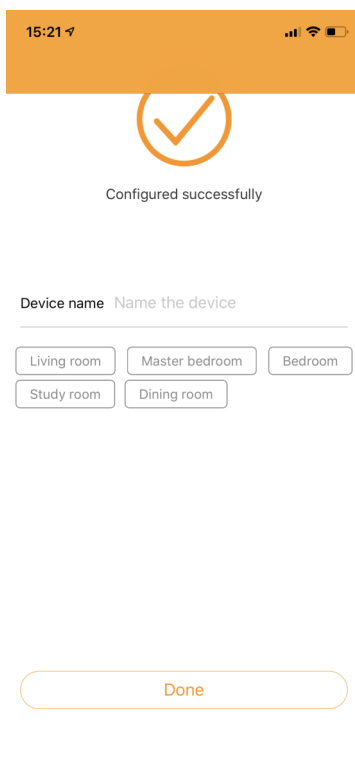 15:21
Configured successfully
Device name Name the device
Living room Master bedroom Bedroom
Study room Dining room
Done